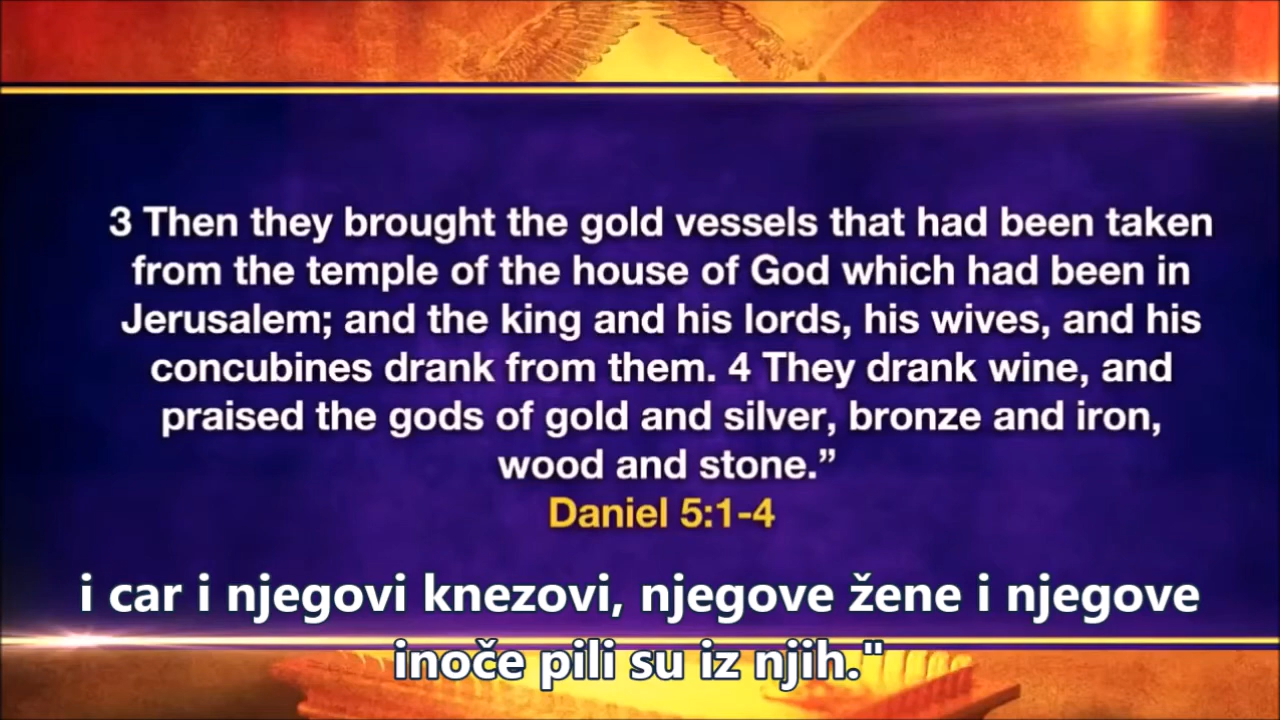 3 Then they brought the gold vessels that had been taken
from the temple of the house of God which had been in
Jerusalem; and the king and his lords, his wives, and his
concubines drank from them. 4 They drank wine, and
praised the gods of gold and silver, bronze and iron,
wood and stone.”
Daniel 5:1-4
i car i njegovi knezovi, njegove žene i njegove
inoče pili su iz njih."